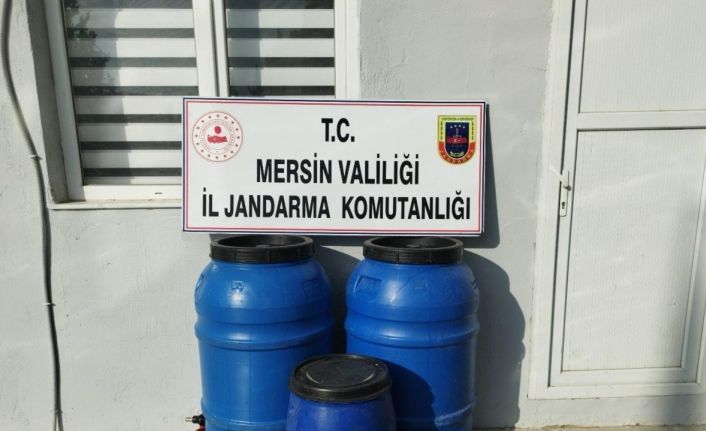 T.C.
MERSİN VALİLİĞİ
İL JANDARMA KOMUTANLIĞI